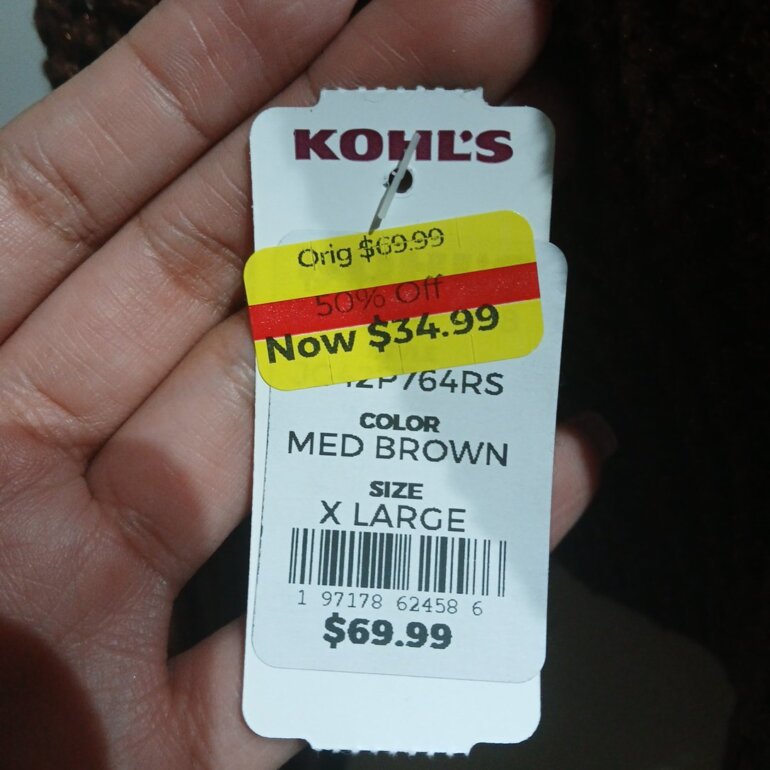 KOHL'S
Orig $69.99
50% Off
Now $34.99
COLOR
MED BROWN
SIZE
X LARGE
1 97178 62458 6
$69.99